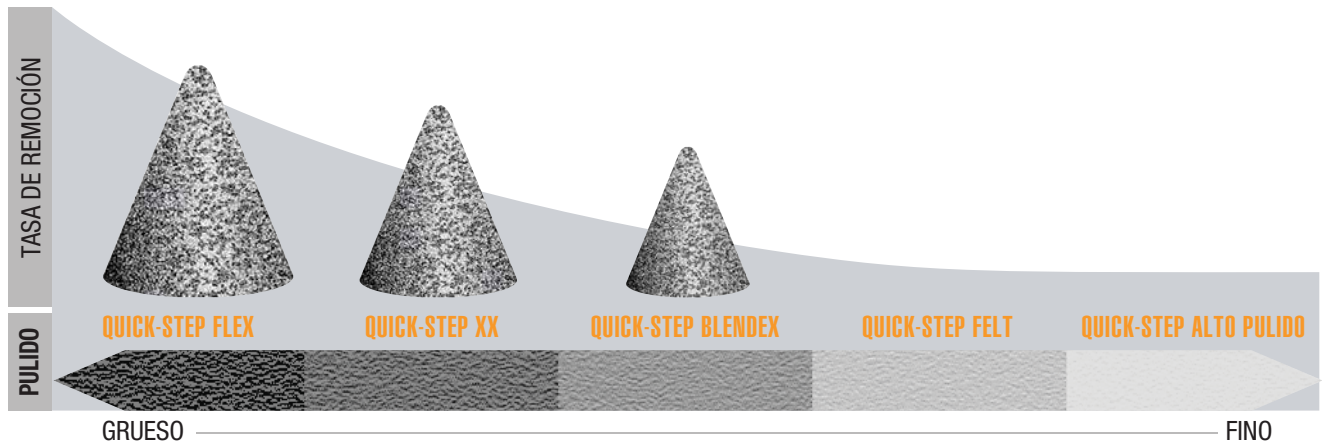 TASA DE REMOCIÓN
QUICK-STEP FLEX
QUICK-STEP XX
QUICK-STEP BLENDEX
QUICK-STEP FELT
QUICK-STEP ALTO PULIDO
PULIDO
GRUESO
FINO